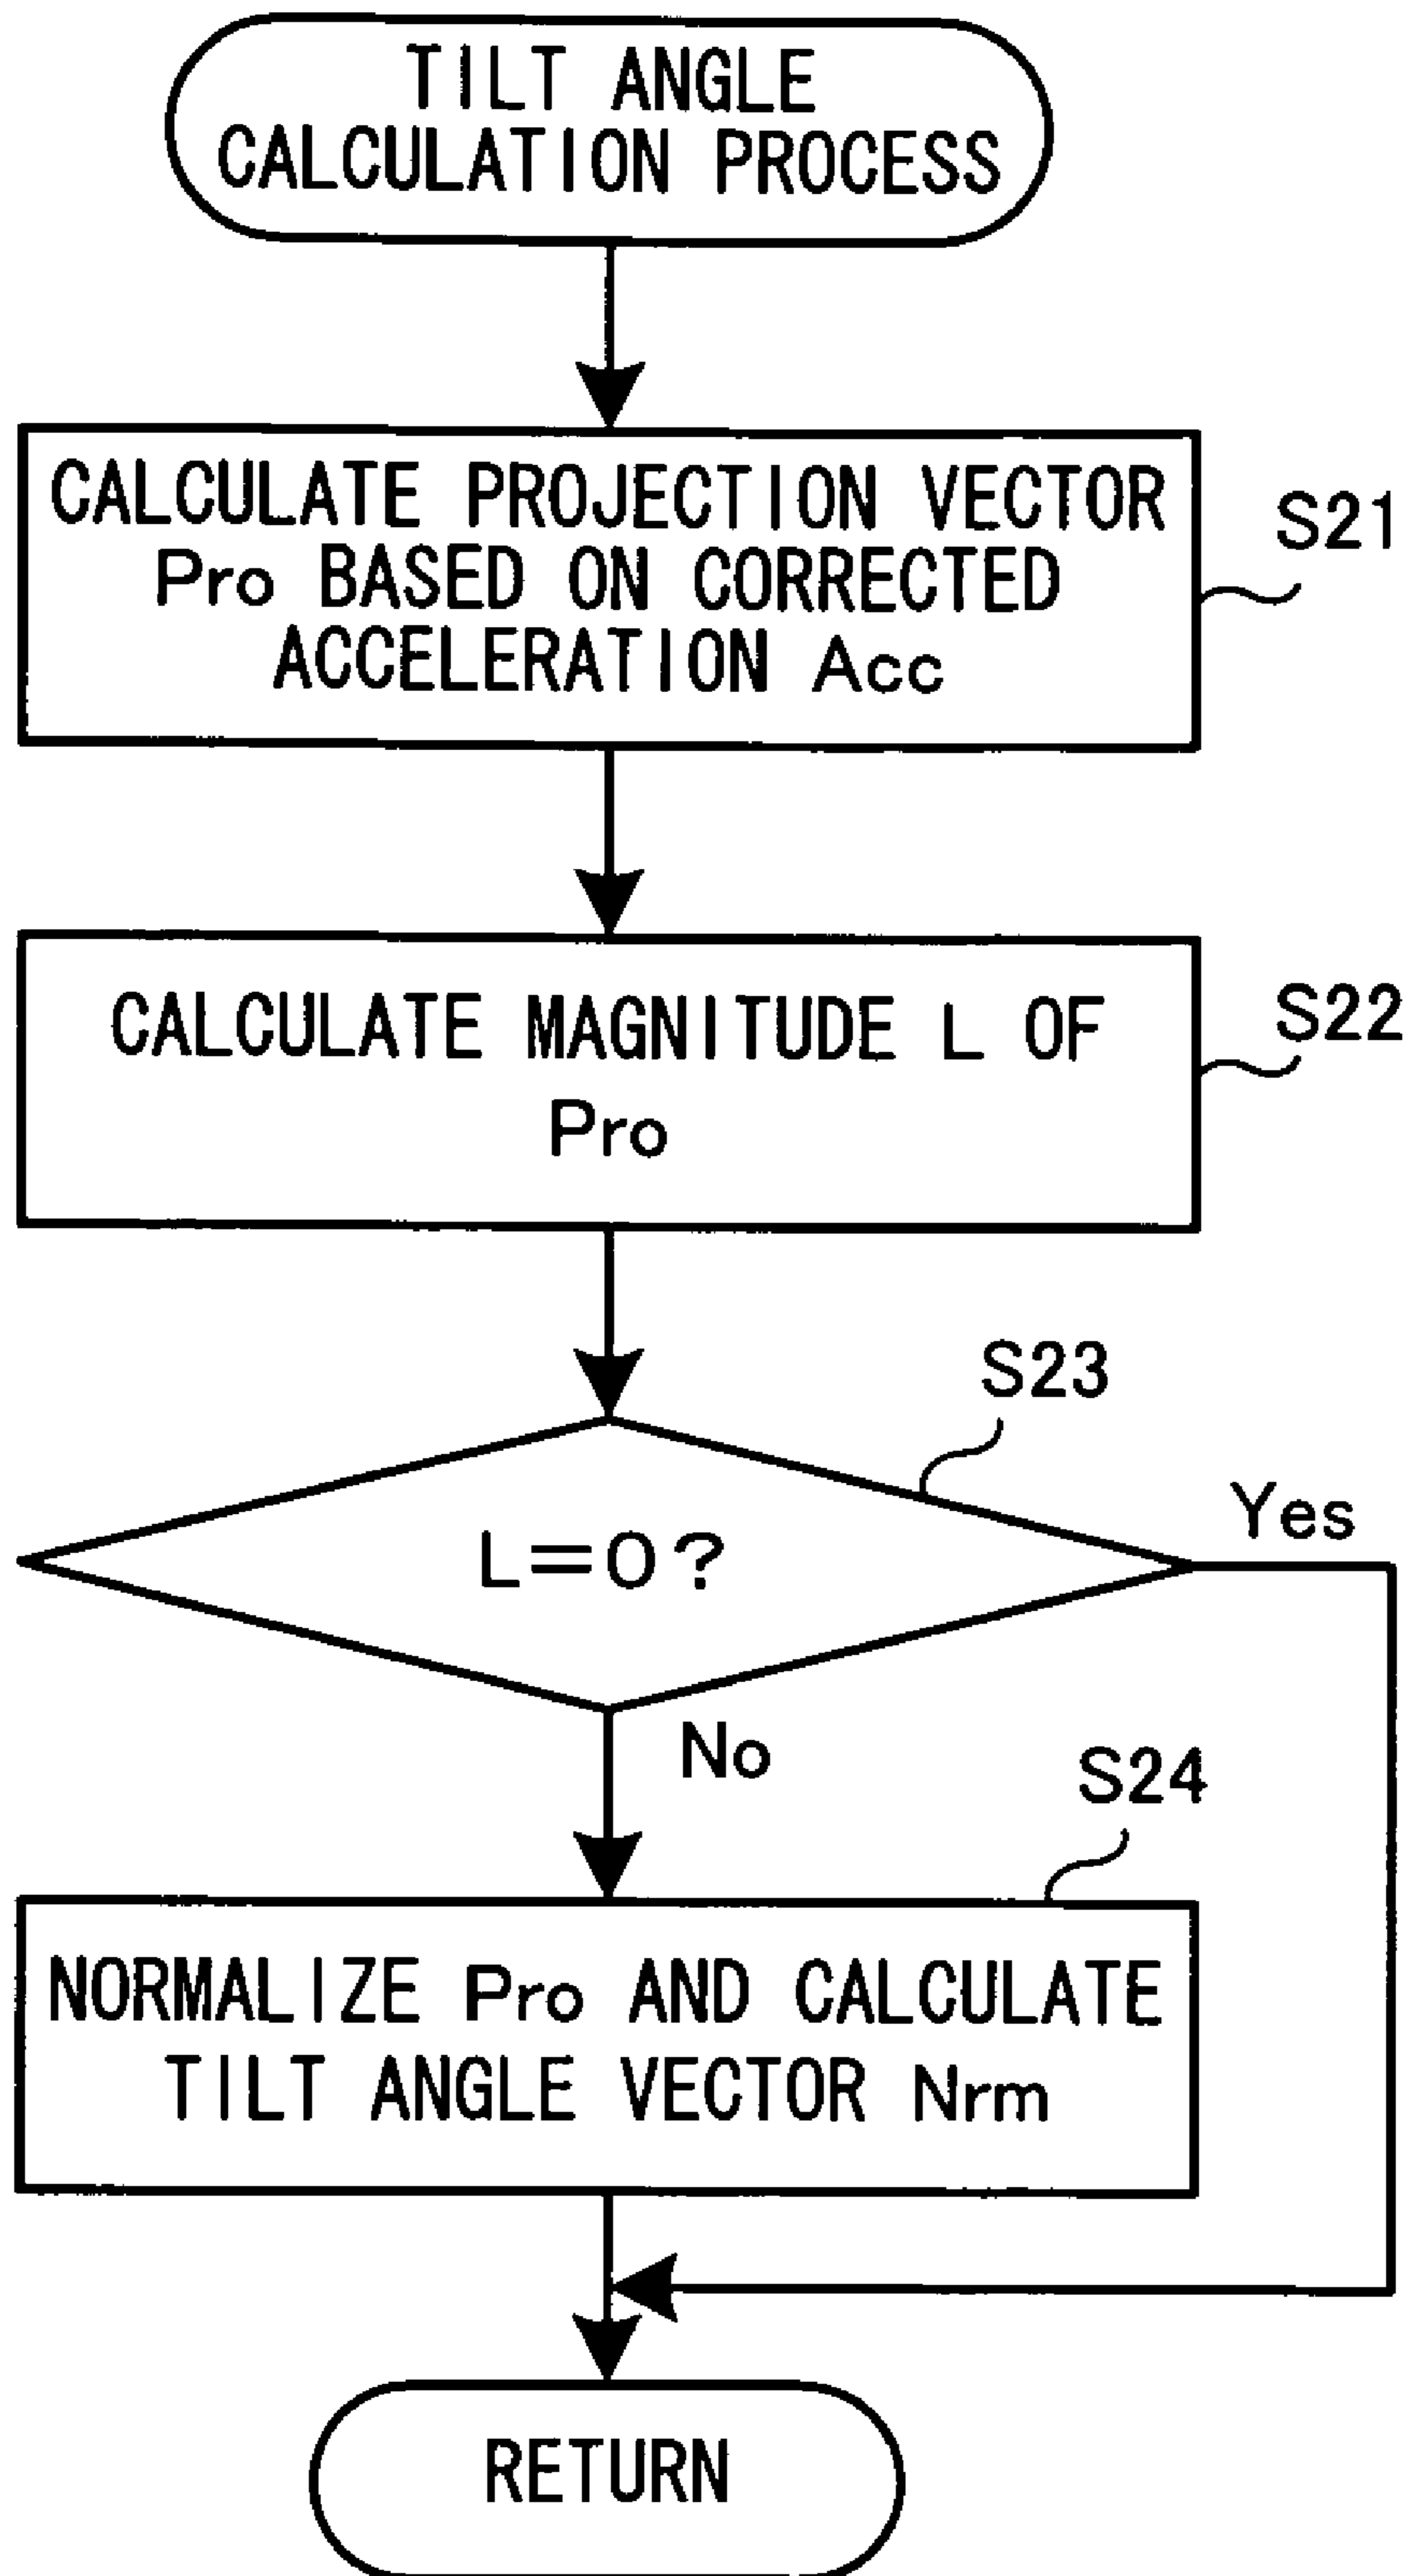 TILT ANGLE
CALCULATION PROCESS
CALCULATE PROJECTION VECTOR
Pro BASED ON CORRECTED
ACCELERATION Acc
S21
CALCULATE MAGNITUDE L OF
Pro
S22
S23
L=0?
Yes
No
S24
NORMALIZE Pro AND CALCULATE
TILT ANGLE VECTOR Nrm
RETURN